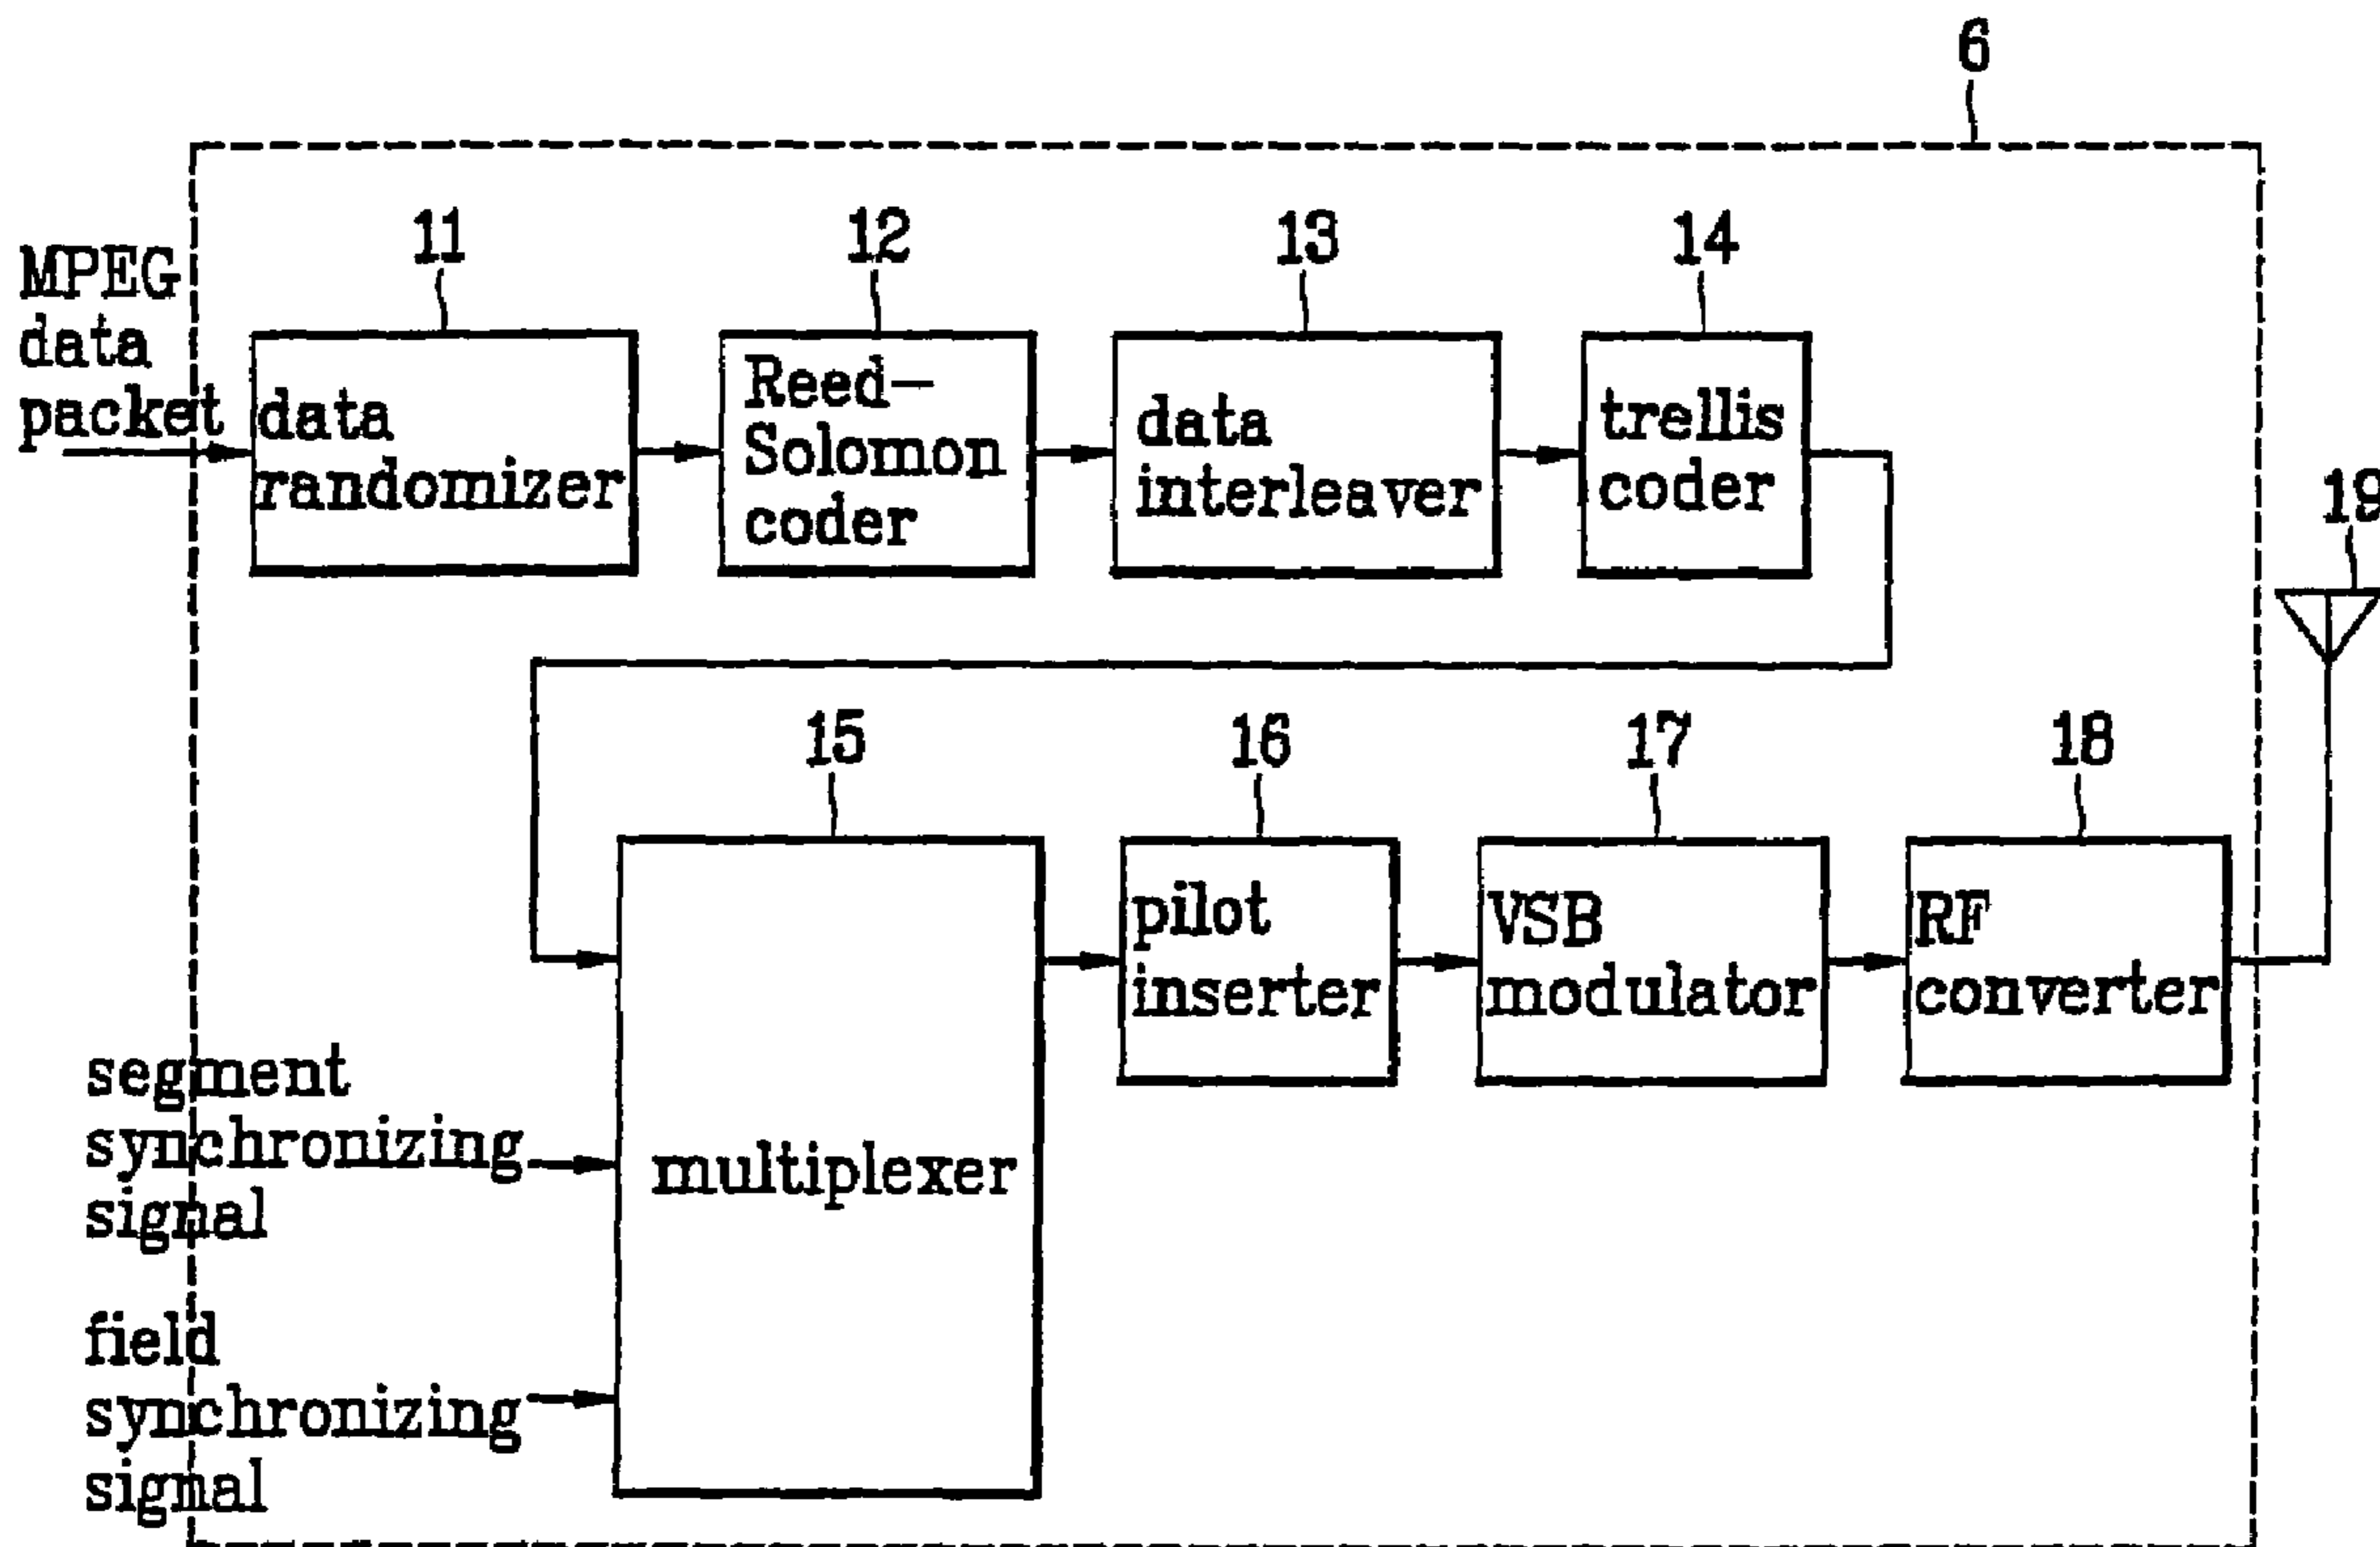 6
11
12
13
14
MPEG
data
packet
data
randomizer
Reed-
Solomon
coder
data
interleaver
trellis
coder
19
15
16
17
18
multiplexer
pilot
inserter
VSB
modulator
RF
converter
segment
synchronizing
signal
field
synchronizing
signal